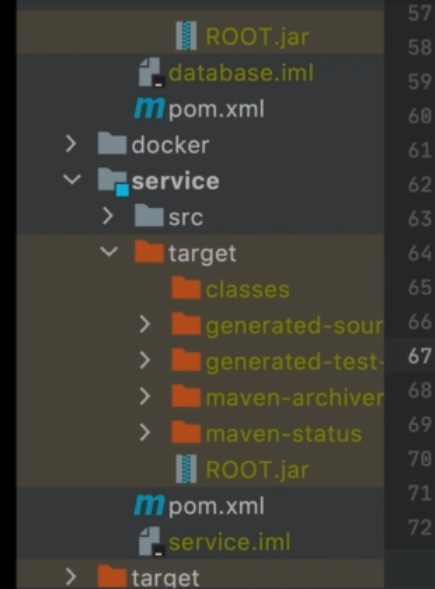 ROOT.jar
database.iml
pom.xml
docker
service
src
target
classes
generated-sour
generated-test-
maven-archiver
maven-status
ROOT.jar
pom.xml
service.iml
target
57
58
59
60
61
62
63
64
65
66
67
68
69
70
71
72